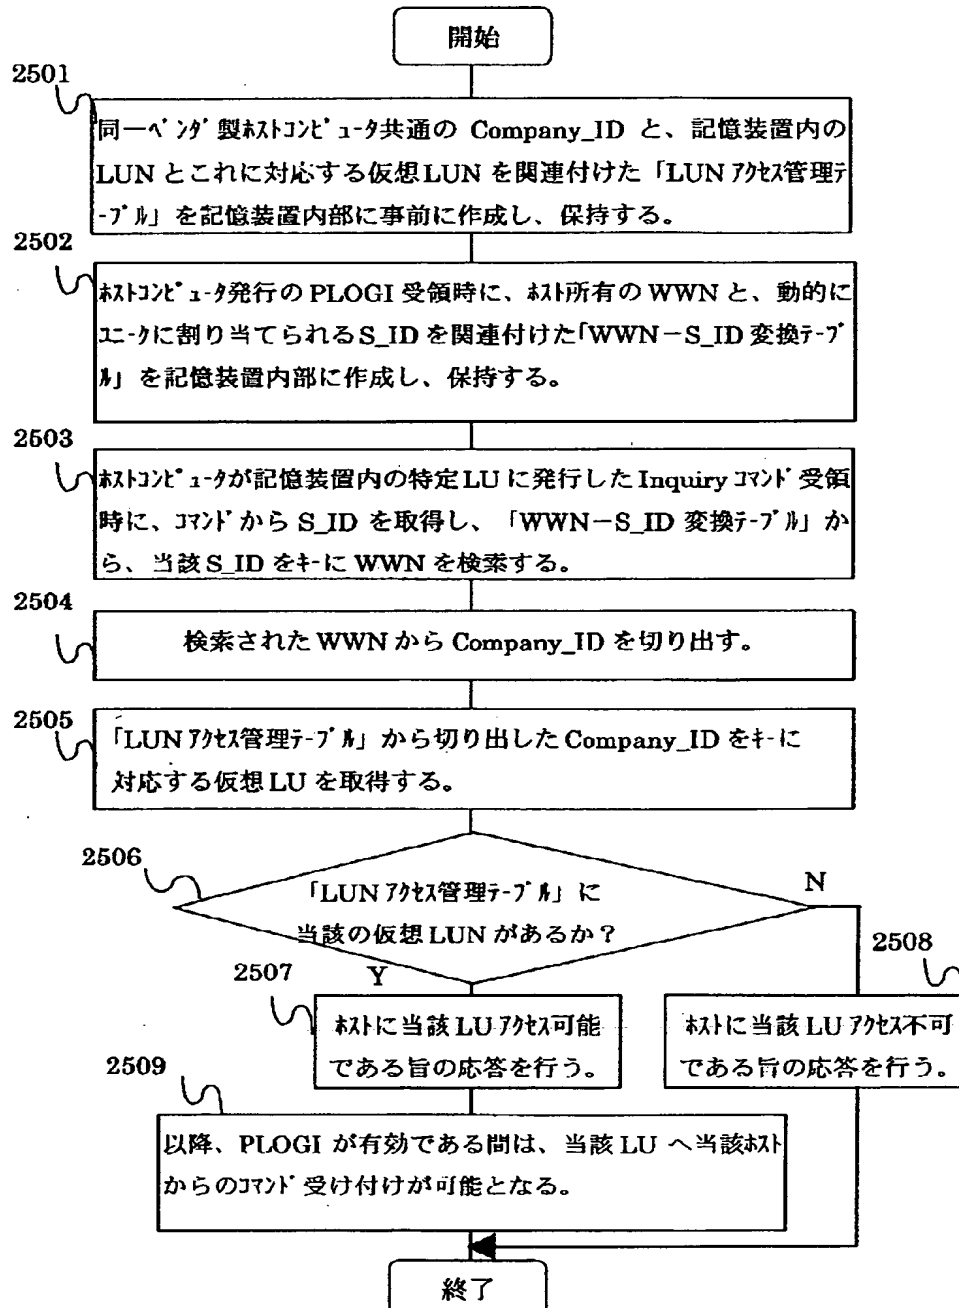 開始
2501
同一ﾍﾞﾝﾀﾞ製ﾎｽﾄｺﾝﾋﾟｭｰﾀ共通の Company_ID と、記憶装置内の
LUN とこれに対応する仮想 LUN を関連付けた「LUN ｱｸｾｽ管理ﾃ
ｰﾌﾞﾙ」を記憶装置内部に事前に作成し、保持する。
2502
ﾎｽﾄｺﾝﾋﾟｭｰﾀ発行の PLOGI 受領時に、ﾎｽﾄ所有の WWN と、動的に
ﾕﾆｰｸに割り当てられる S_ID を関連付けた「WWN－S_ID 変換ﾃｰﾌﾞ
ﾙ」を記憶装置内部に作成し、保持する。
2503
ﾎｽﾄｺﾝﾋﾟｭｰﾀが記憶装置内の特定 LU に発行した Inquiry ｺﾏﾝﾄﾞ受領
時に、ｺﾏﾝﾄﾞから S_ID を取得し、「WWN－S_ID 変換ﾃｰﾌﾞﾙ」か
ら、当該 S_ID をｷｰに WWN を検索する。
2504
検索された WWN から Company_ID を切り出す。
2505
「LUN ｱｸｾｽ管理ﾃｰﾌﾞﾙ」から切り出した Company_ID をｷｰに
対応する仮想 LU を取得する。
2506
「LUN ｱｸｾｽ管理ﾃｰﾌﾞﾙ」に
当該の仮想 LUN があるか？
N
Y
2507
ﾎｽﾄに当該 LU ｱｸｾｽ可能
である旨の応答を行う。
2508
ﾎｽﾄに当該 LU ｱｸｾｽ不可
である旨の応答を行う。
2509
以降、PLOGI が有効である間は、当該 LU へ当該ﾎｽﾄ
からのｺﾏﾝﾄﾞ受け付けが可能となる。
終了